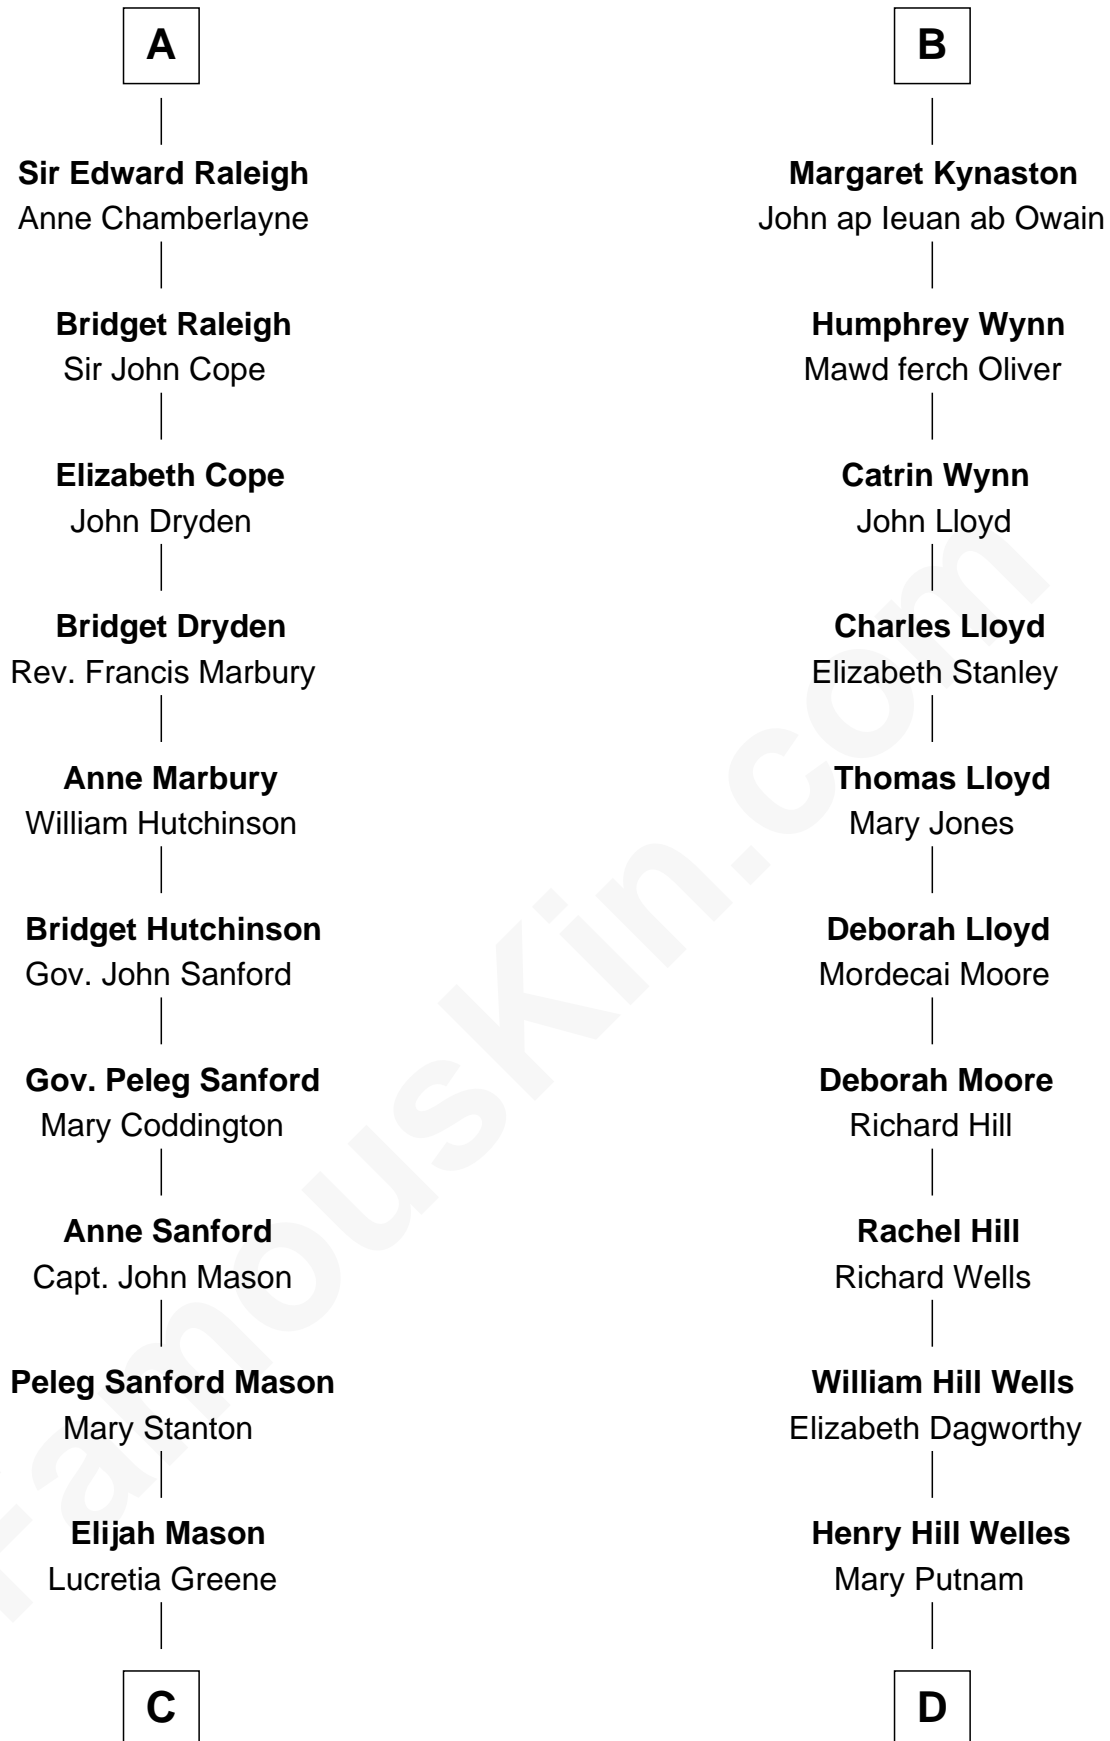 A
Sir Edward Raleigh
Anne Chamberlayne
Bridget Raleigh
Sir John Cope
Elizabeth Cope
John Dryden
Bridget Dryden
Rev. Francis Marbury
Anne Marbury
William Hutchinson
Bridget Hutchinson
Gov. John Sanford
Gov. Peleg Sanford
Mary Coddington
Anne Sanford
Capt. John Mason
Peleg Sanford Mason
Mary Stanton
Elijah Mason
Lucretia Greene
C
B
Margaret Kynaston
John ap Ieuan ab Owain
Humphrey Wynn
Mawd ferch Oliver
Catrin Wynn
John Lloyd
Charles Lloyd
Elizabeth Stanley
Thomas Lloyd
Mary Jones
Deborah Lloyd
Mordecai Moore
Deborah Moore
Richard Hill
Rachel Hill
Richard Wells
William Hill Wells
Elizabeth Dagworthy
Henry Hill Welles
Mary Putnam
D
FamousKin.com